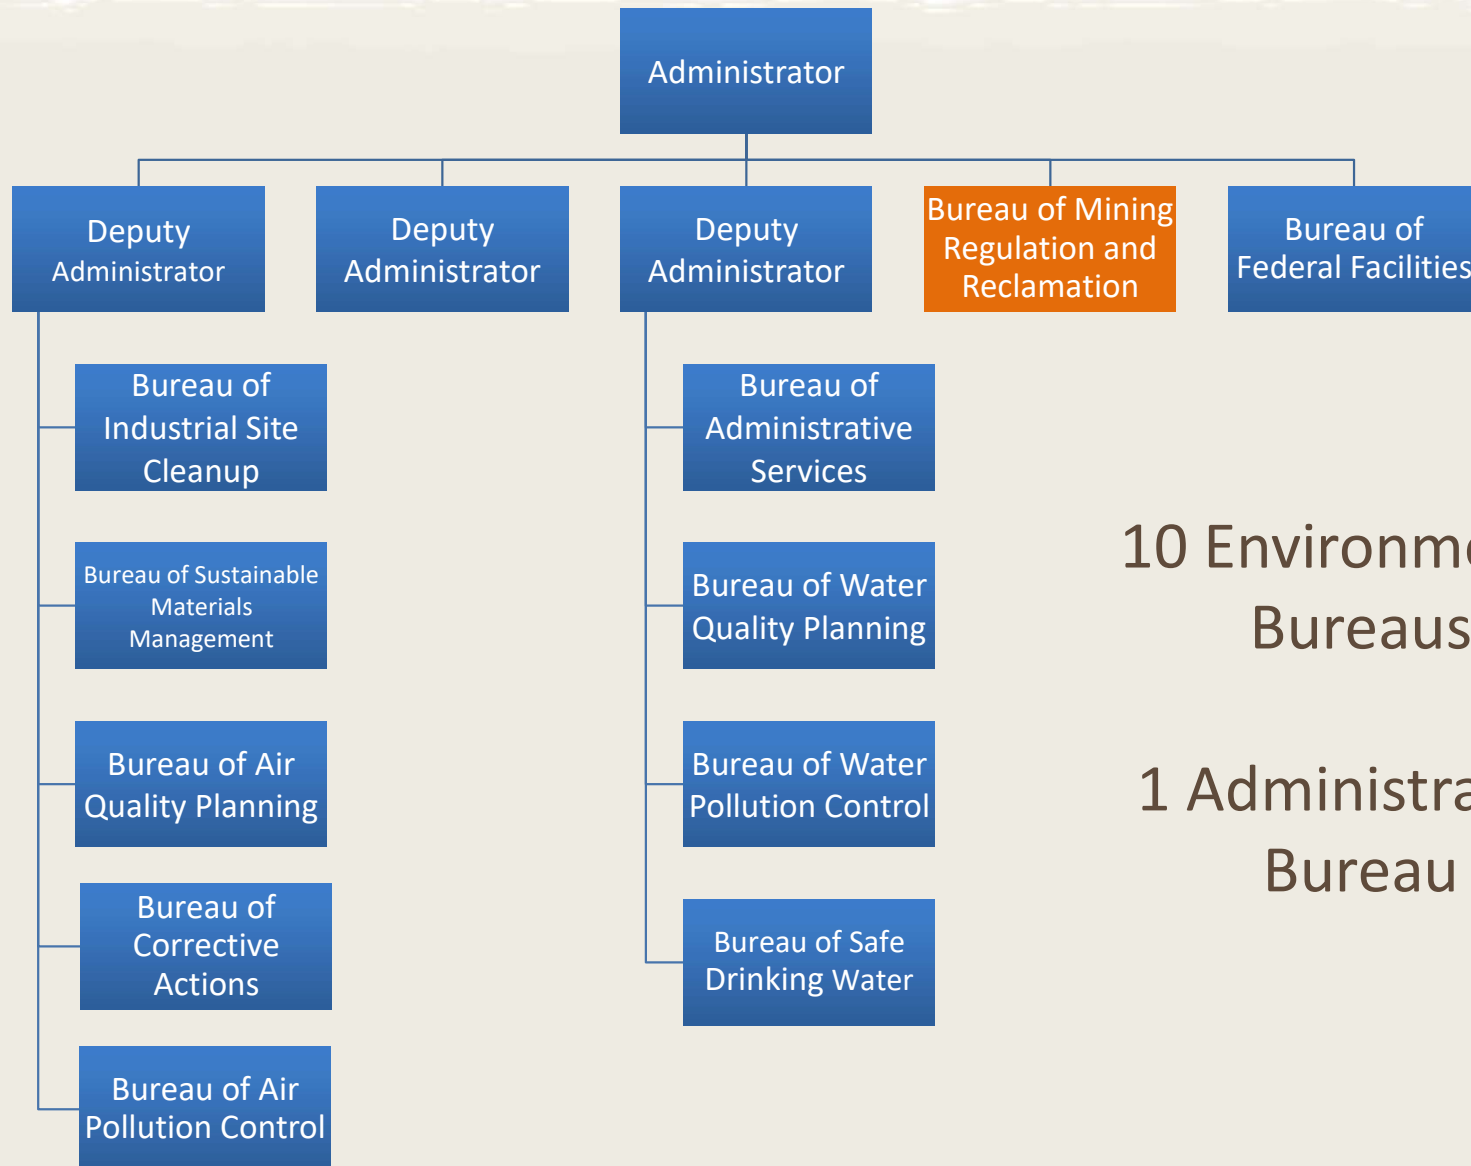 Administrator
Deputy
Administrator
Deputy
Administrator
Deputy
Administrator
Bureau of Mining
Regulation and
Reclamation
Bureau of
Federal Facilities
Bureau of
Industrial Site
Cleanup
Bureau of Sustainable
Materials
Management
Bureau of Air
Quality Planning
Bureau of
Corrective
Actions
Bureau of Air
Pollution Control
Bureau of
Administrative
Services
Bureau of Water
Quality Planning
Bureau of Water
Pollution Control
Bureau of Safe
Drinking Water
10
Bureaus
1
Bureau